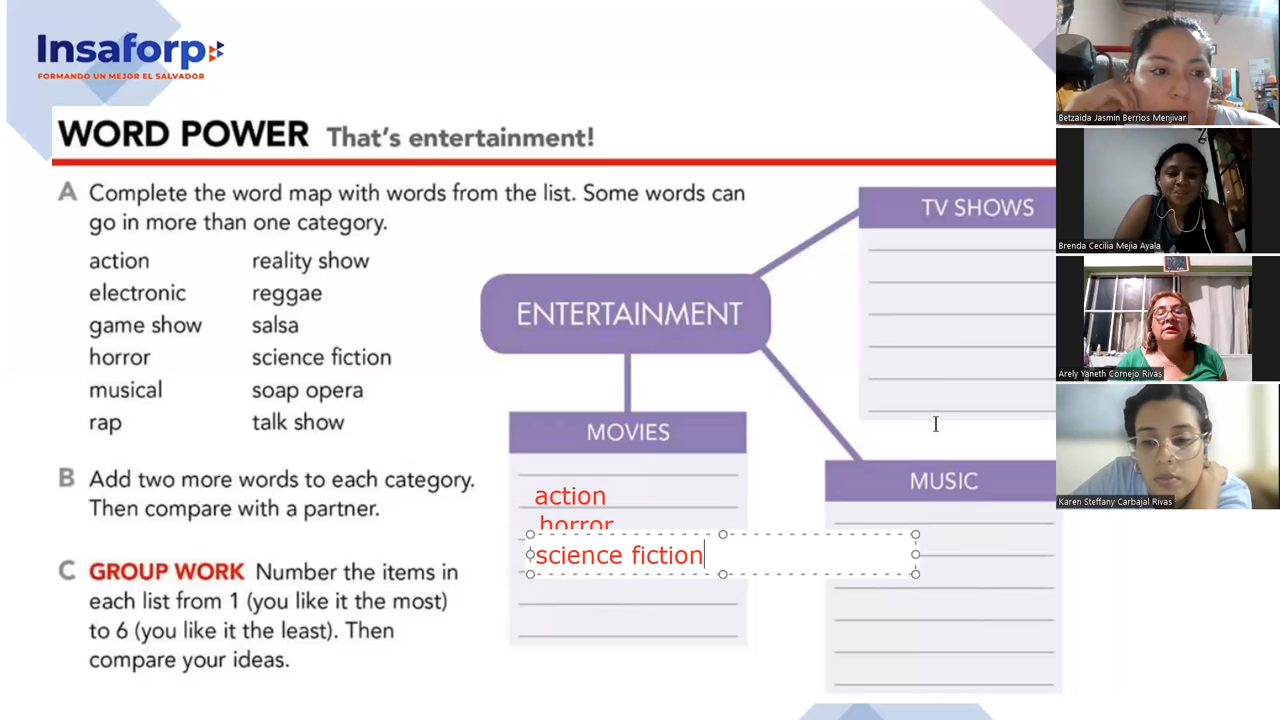 Insaforp
FORMANDO UN MEJOR EL SALVADOR
WORD POWER That's entertainment!
A Complete the word map with words from the list. Some words can
go in more than one category.
action reality show
electronic reggae
game show salsa
horror science fiction
musical soap opera
rap talk show
B Add two more words to each category.
Then compare with a partner.
C GROUP WORK Number the items in
each list from 1 (you like it the most)
to 6 (you like it the least). Then
compare your ideas.
ENTERTAINMENT
TV SHOWS
MOVIES
action
horror
science fiction
MUSIC
Betzaida Jasmin Berrios Menjivar
Brenda Cecilia Mejia Ayala
Arely Yaneth Cornejo Rivas
Karen Steffany Carbajal Rivas